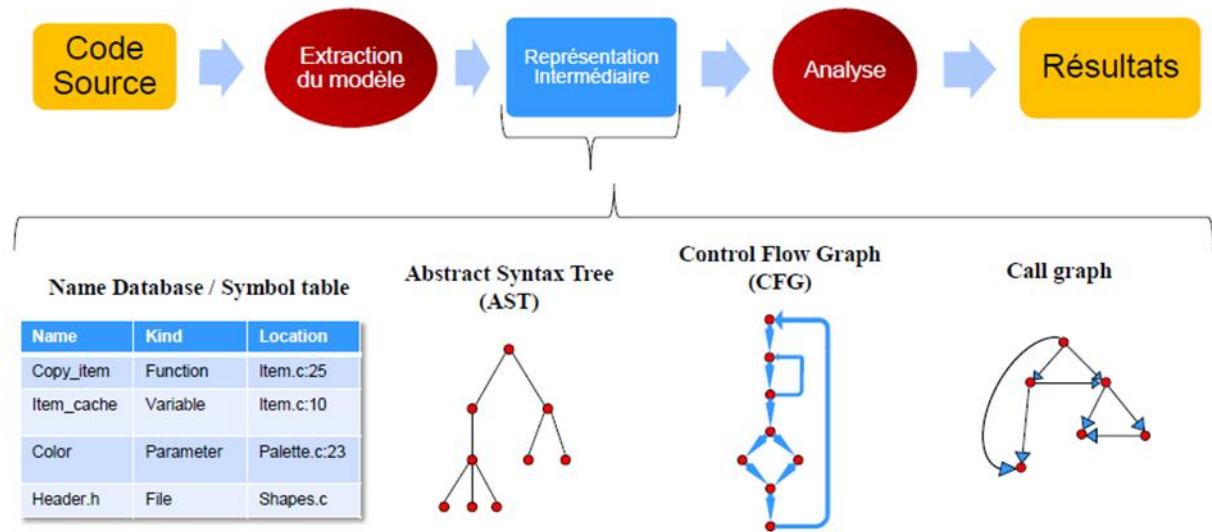 Code
Source
Extraction
du modèle
Représentation
Intermédiaire
Analyse
Résultats
Name Database / Symbol table
Name Kind Location
Copy_item Function Item.c:25
Item_cache Variable Item.c:10
Color Parameter Palette.c:23
Header.h File Shapes.c
Abstract Syntax Tree
(AST)
Control Flow Graph
(CFG)
Call graph